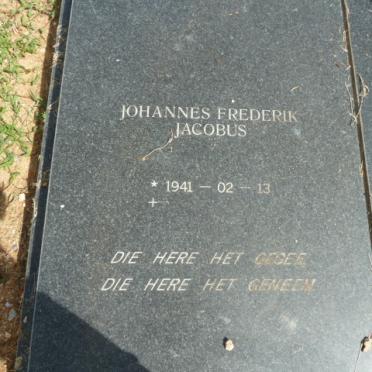 JOHANNES FREDERIK
JACOBUS
* 1941 - 02 - 13
+
DIE HERE HET GEGEE
DIE HERE HET GENEEM